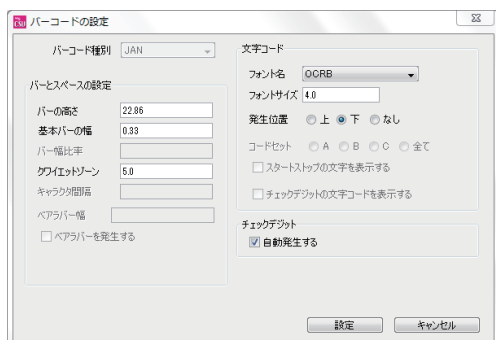 バーコードの設定
バーコード種別 JAN
バーとスペースの設定
バーの高さ 22.86
基本バーの幅 0.33
バー幅比率
クワイエットゾーン 5.0
キャラクタ間隔
ベアラバー幅
ベアラバーを発生する
文字コード
フォント名 OCRB
フォントサイズ 4.0
発生位置 上 下 なし
コードセット A B C 全て
スタートストップの文字を表示する
チェックデジットの文字コードを表示する
チェックデジット
自動発生する
設定 キャンセル